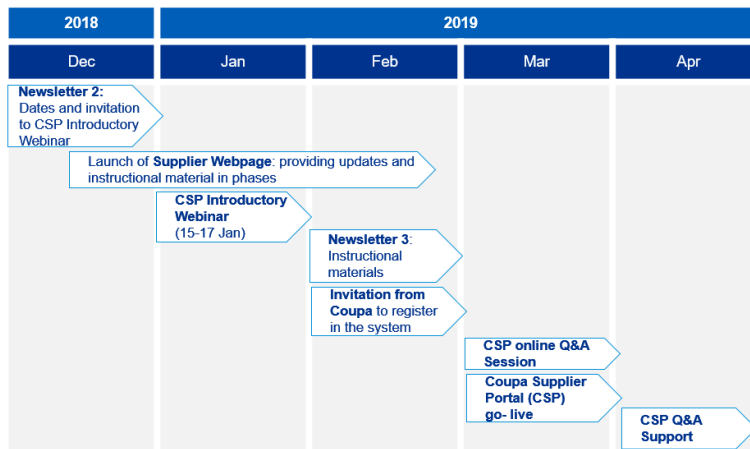 2018
2019
Dec
Jan
Feb
Mar
Apr
Newsletter 2:
Dates and invitation
to CSP Introductory
Webinar
Launch of Supplier Webpage: providing updates and
instructional material in phases
CSP Introductory
Webinar
(15-17 Jan)
Newsletter 3:
Instructional
materials
Invitation from
Coupa to register
in the system
CSP online Q&A
Session
Coupa Supplier
Portal (CSP)
go- live
CSP Q&A
Support